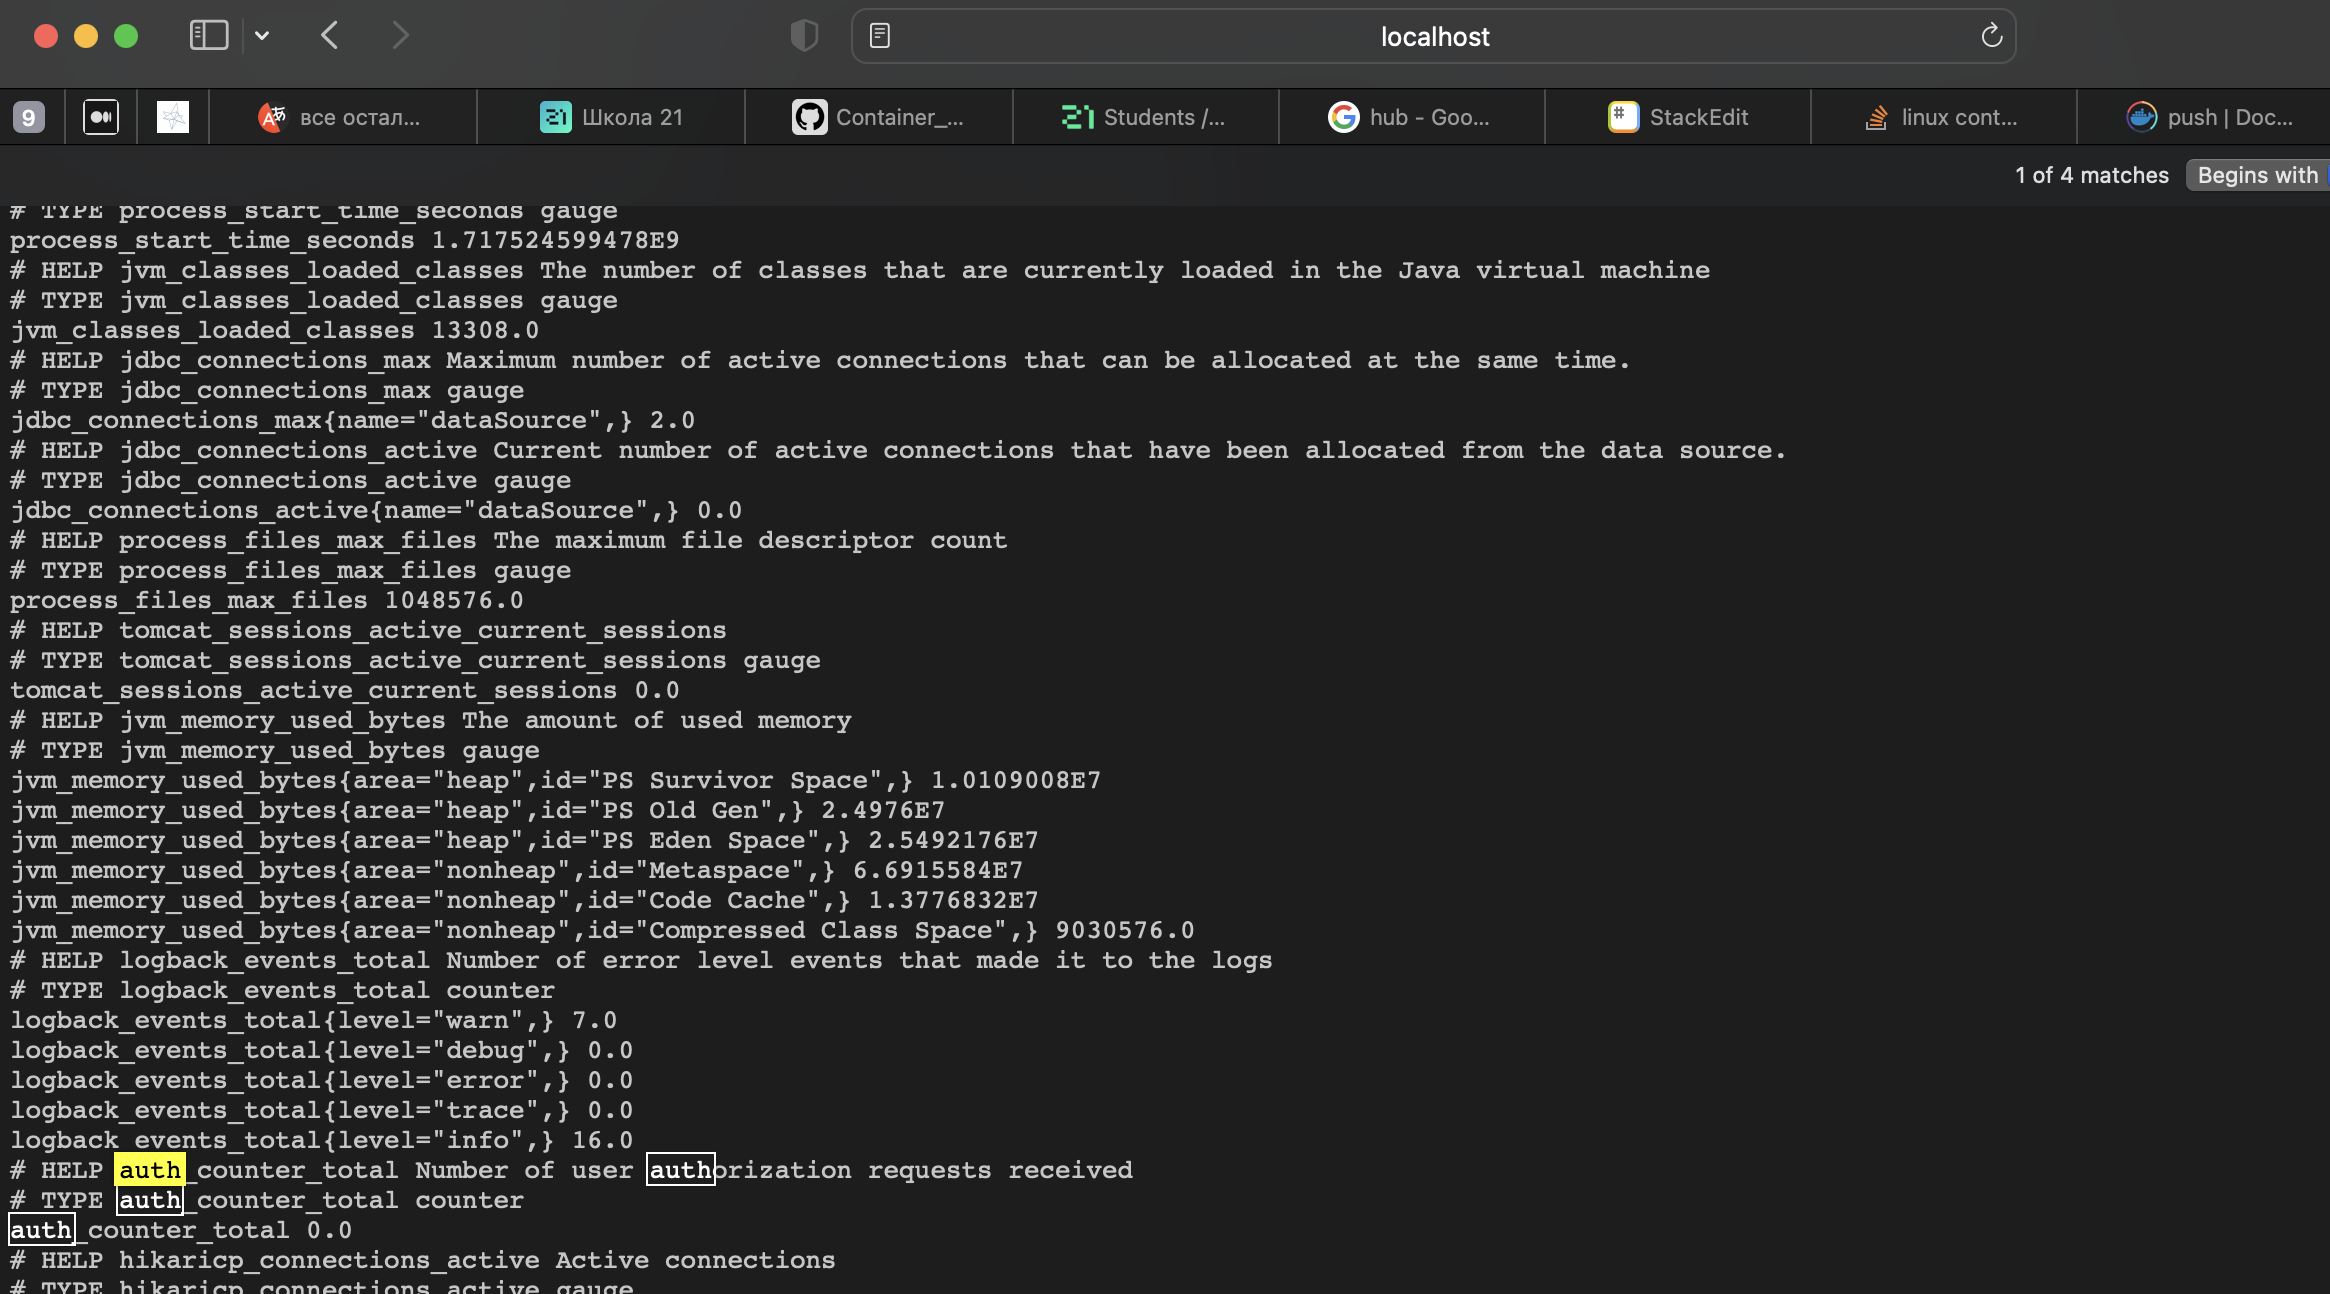 localhost
9
все остал...
Школа 21
Container_...
Students /...
hub - Goo...
StackEdit
linux cont...
push | Doc...
1 of 4 matches
Begins with
# TYPE process_start_time_seconds gauge
process_start_time_seconds 1.717524599478E9
# HELP jvm_classes_loaded_classes The number of classes that are currently loaded in the Java virtual machine
# TYPE jvm_classes_loaded_classes gauge
jvm_classes_loaded_classes 13308.0
# HELP jdbc_connections_max Maximum number of active connections that can be allocated at the same time.
# TYPE jdbc_connections_max gauge
jdbc_connections_max{name="dataSource",} 2.0
# HELP jdbc_connections_active Current number of active connections that have been allocated from the data source.
# TYPE jdbc_connections_active gauge
jdbc_connections_active{name="dataSource",} 0.0
# HELP process_files_max_files The maximum file descriptor count
# TYPE process_files_max_files gauge
process_files_max_files 1048576.0
# HELP tomcat_sessions_active_current_sessions
# TYPE tomcat_sessions_active_current_sessions gauge
tomcat_sessions_active_current_sessions 0.0
# HELP jvm_memory_used_bytes The amount of used memory
# TYPE jvm_memory_used_bytes gauge
jvm_memory_used_bytes{area="heap",id="PS Survivor Space",} 1.0109008E7
jvm_memory_used_bytes{area="heap",id="PS Old Gen",} 2.4976E7
jvm_memory_used_bytes{area="heap",id="PS Eden Space",} 2.5492176E7
jvm_memory_used_bytes{area="nonheap",id="Metaspace",} 6.6915584E7
jvm_memory_used_bytes{area="nonheap",id="Code Cache",} 1.3776832E7
jvm_memory_used_bytes{area="nonheap",id="Compressed Class Space",} 9030576.0
# HELP logback_events_total Number of error level events that made it to the logs
# TYPE logback_events_total counter
logback_events_total{level="warn",} 7.0
logback_events_total{level="debug",} 0.0
logback_events_total{level="error",} 0.0
logback_events_total{level="trace",} 0.0
logback_events_total{level="info",} 16.0
# HELP auth_counter_total Number of user authorization requests received
# TYPE auth_counter_total counter
auth_counter_total 0.0
# HELP hikaricp_connections_active Active connections
# TYPE hikaricp_connections_active gauge